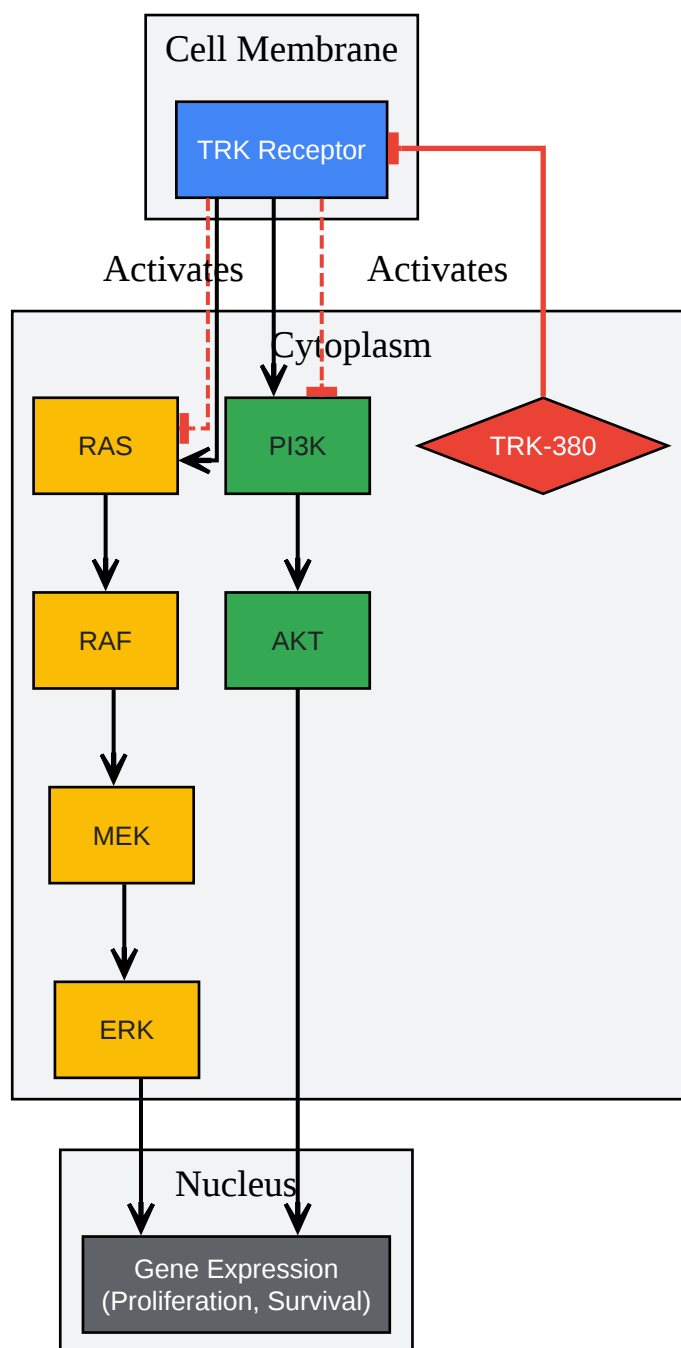 Cell Membrane
TRK Receptor
Activates
Activates
Cytoplasm
RAS
PI3K
TRK-380
RAF
AKT
MEK
ERK
Nucleus
Gene Expression
(Proliferation, Survival)